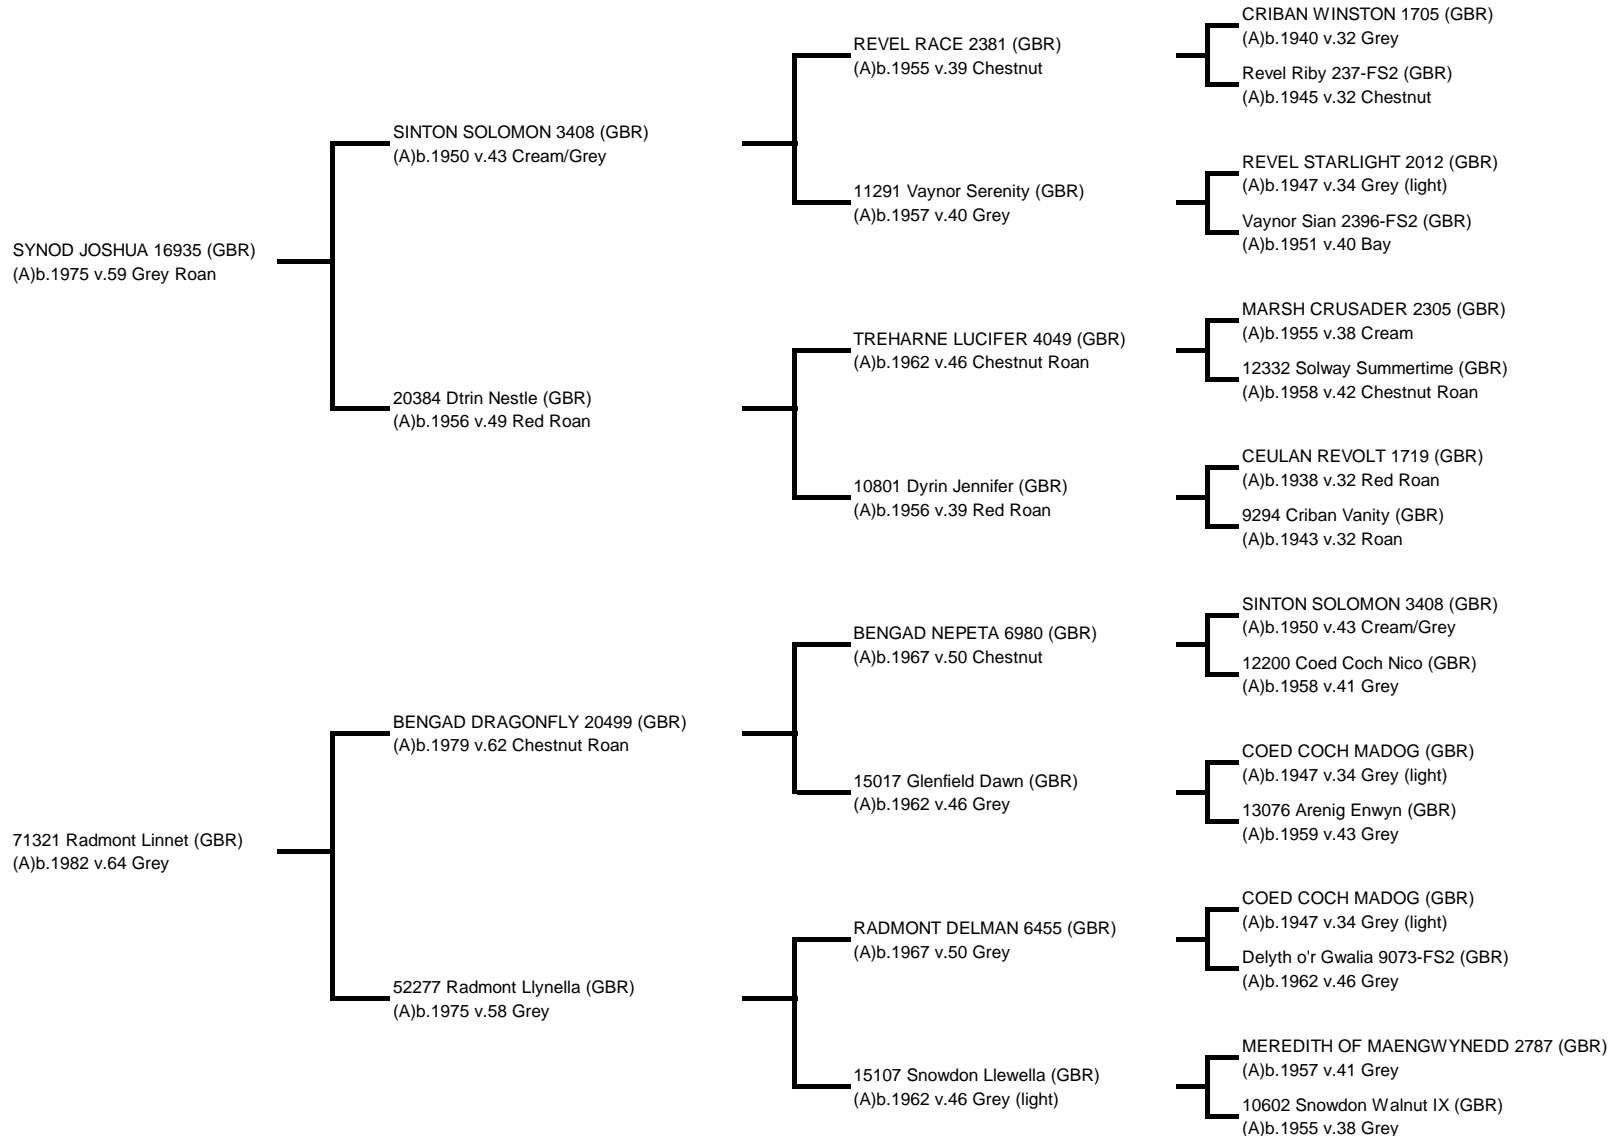 SYNOD JOSHUA 16935 (GBR)
(A)b.1975 v.59 Grey Roan
71321 Radmont Linnet (GBR)
(A)b.1982 v.64 Grey
SINTON SOLOMON 3408 (GBR)
(A)b.1950 v.43 Cream/Grey
20384 Dtrin Nestle (GBR)
(A)b.1956 v.49 Red Roan
BENGAD DRAGONFLY 20499 (GBR)
(A)b.1979 v.62 Chestnut Roan
52277 Radmont Llynella (GBR)
(A)b.1975 v.58 Grey
REVEL RACE 2381 (GBR)
(A)b.1955 v.39 Chestnut
11291 Vaynor Serenity (GBR)
(A)b.1957 v.40 Grey
TREHARNE LUCIFER 4049 (GBR)
(A)b.1962 v.46 Chestnut Roan
10801 Dyrin Jennifer (GBR)
(A)b.1956 v.39 Red Roan
BENGAD NEPETA 6980 (GBR)
(A)b.1967 v.50 Chestnut
15017 Glenfield Dawn (GBR)
(A)b.1962 v.46 Grey
RADMONT DELMAN 6455 (GBR)
(A)b.1967 v.50 Grey
15107 Snowdon Llewella (GBR)
(A)b.1962 v.46 Grey (light)
CRIBAN WINSTON 1705 (GBR)
(A)b.1940 v.32 Grey
Revel Riby 237-FS2 (GBR)
(A)b.1945 v.32 Chestnut
REVEL STARLIGHT 2012 (GBR)
(A)b.1947 v.34 Grey (light)
Vaynor Sian 2396-FS2 (GBR)
(A)b.1951 v.40 Bay
MARSH CRUSADER 2305 (GBR)
(A)b.1955 v.38 Cream
12332 Solway Summertime (GBR)
(A)b.1958 v.42 Chestnut Roan
CEULAN REVOLT 1719 (GBR)
(A)b.1938 v.32 Red Roan
9294 Criban Vanity (GBR)
(A)b.1943 v.32 Roan
SINTON SOLOMON 3408 (GBR)
(A)b.1950 v.43 Cream/Grey
12200 Coed Coch Nico (GBR)
(A)b.1958 v.41 Grey
COED COCH MADOG (GBR)
(A)b.1947 v.34 Grey (light)
13076 Arenig Enwyn (GBR)
(A)b.1959 v.43 Grey
COED COCH MADOG (GBR)
(A)b.1947 v.34 Grey (light)
Delyth o'r Gwalia 9073-FS2 (GBR)
(A)b.1962 v.46 Grey
MEREDITH OF MAENGWYNEDD 2787 (GBR)
(A)b.1957 v.41 Grey
10602 Snowdon Walnut IX (GBR)
(A)b.1955 v.38 Grey